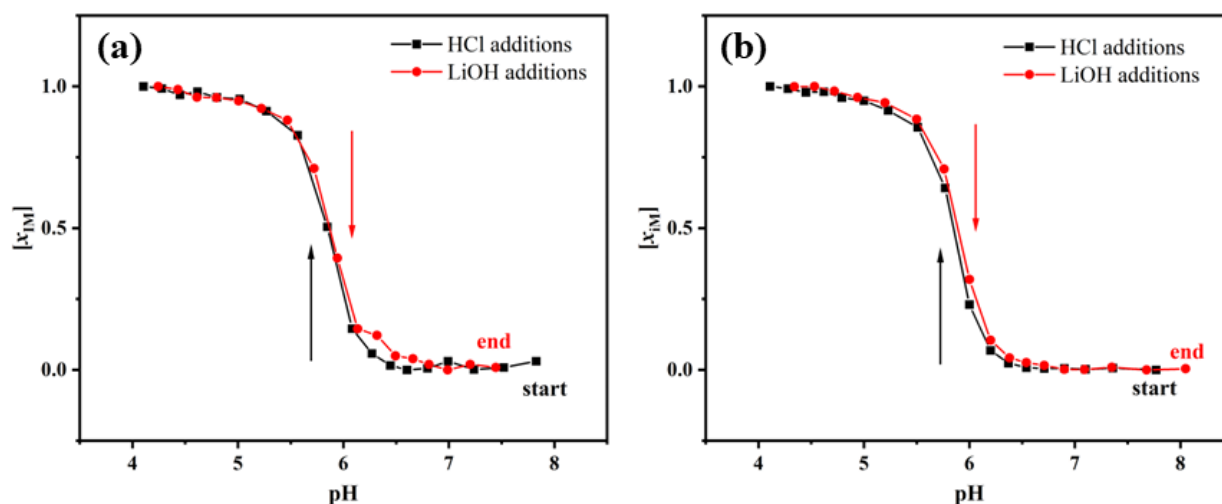 (a)
HCl additions
LiOH additions
1.0
0.5
0.0
[x_IM]
end
start
4 5 6 7 8
pH
(b)
HCl additions
LiOH additions
1.0
0.5
0.0
[x_iM]
end
start
4 5 6 7 8
pH